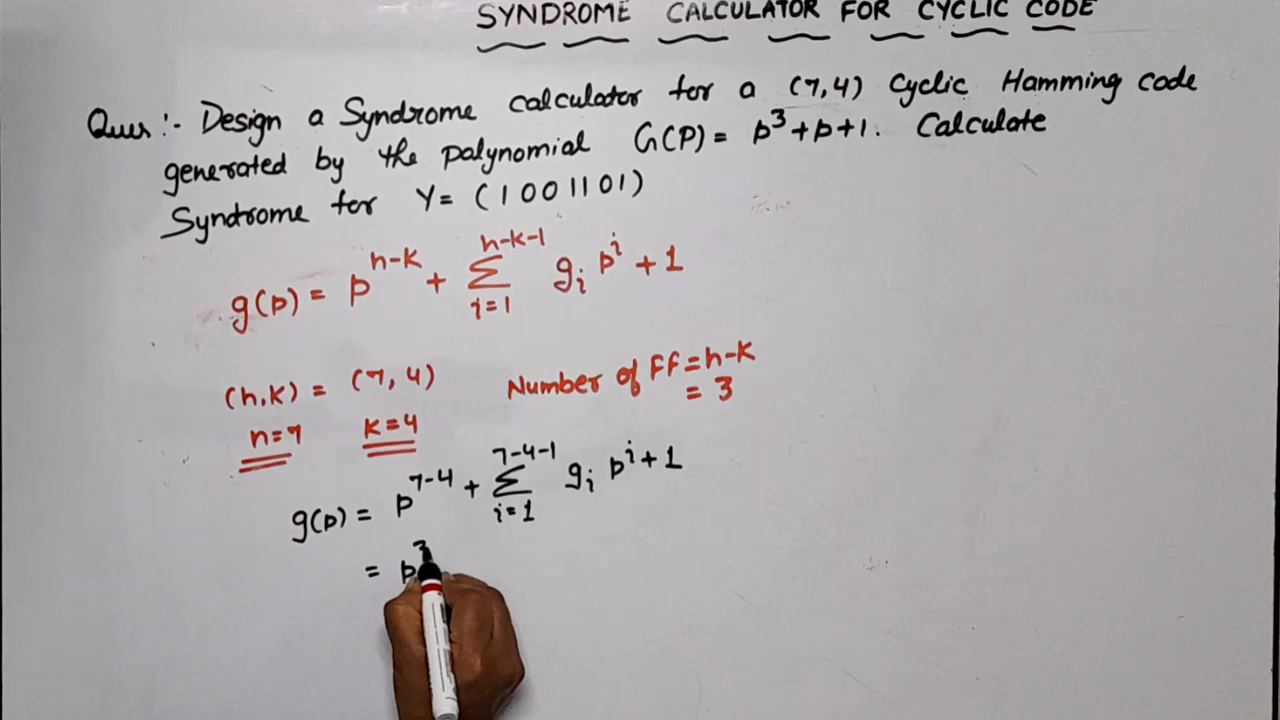 SYNDROME CALCULATOR FOR CYCLIC CODE
Ques :- Design a Syndrome calculator for a (7,4) Cyclic Hamming code
generated by the palynomial G(P) = p³+p+1. Calculate
Syndrome for Y= (1001101)
g(p) = p^{n-k} + Σ_{i=1}^{n-k-1} g_i p^i + 1
(n,k) = (7,4) Number of FF = n-k
= 3
n=7 k=4
g(p) = p^{7-4} + Σ_{i=1}^{7-4-1} g_i p^i + 1
= p³